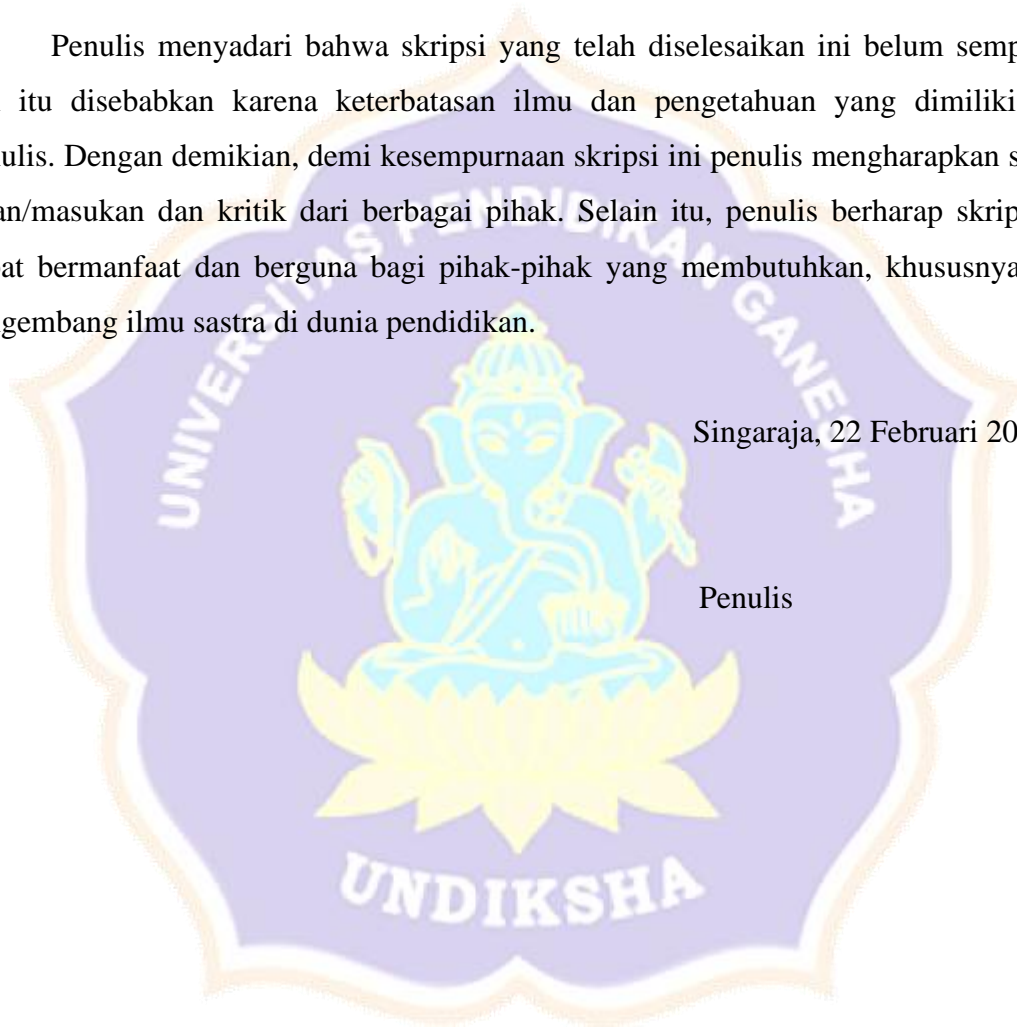 Penulis menyadari bahwa skripsi yang telah diselesaikan ini belum semp
itu disebabkan karena keterbatasan ilmu dan pengetahuan yang dimiliki
ulis. Dengan demikian, demi kesempurnaan skripsi ini penulis mengharapkan s
an/masukan dan kritik dari berbagai pihak. Selain itu, penulis berharap skrip
at bermanfaat dan berguna bagi pihak-pihak yang membutuhkan, khususnya
gembang ilmu sastra di dunia pendidikan.
UNIVERSITAS PENDIDIKAN GANESHA
Singaraja, 22 Februari 20
Penulis
UNDIKSHA